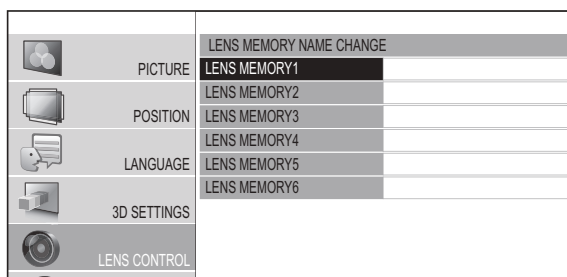 PICTURE
POSITION
LANGUAGE
3D SETTINGS
LENS CONTROL
LENS MEMORY NAME CHANGE
LENS MEMORY1
LENS MEMORY2
LENS MEMORY3
LENS MEMORY4
LENS MEMORY5
LENS MEMORY6